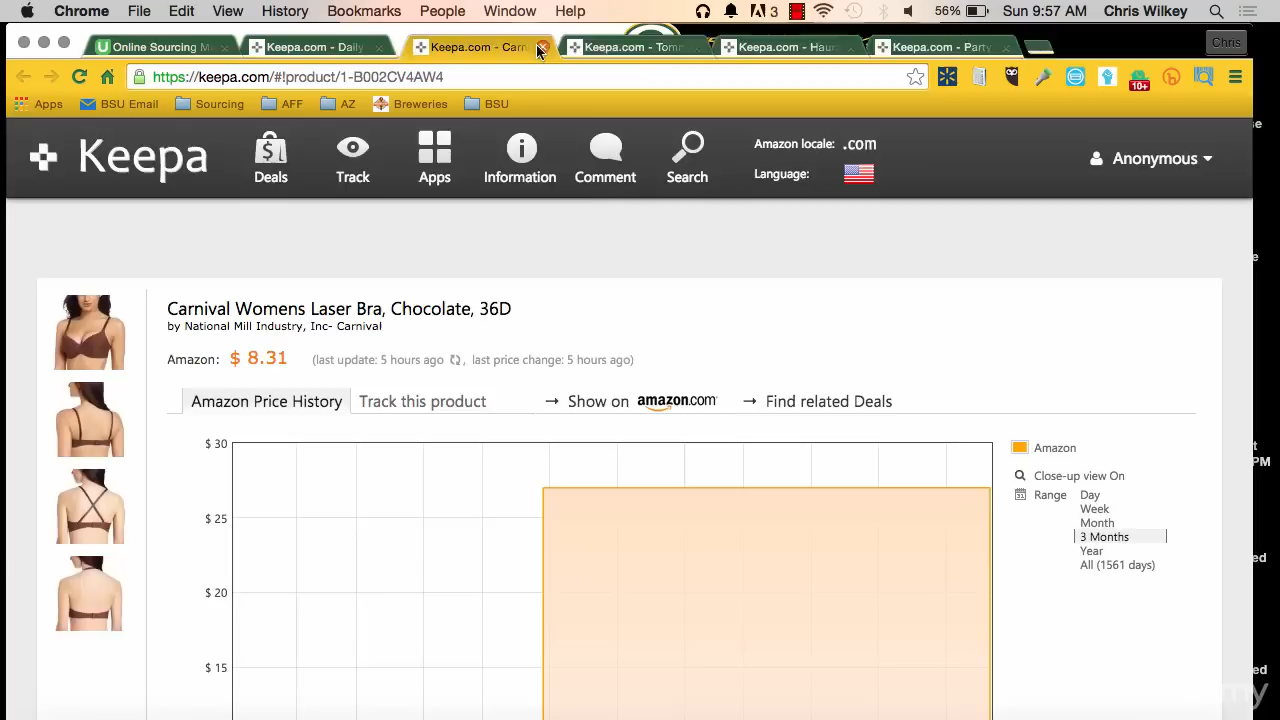 Chrome File Edit View History Bookmarks People Window Help 3 56% Sun 9:57 AM Chris Wilkey
Online Sourcing M Keepa.com - Daily Keepa.com - Carn Keepa.com - Tomm Keepa.com - Haur Keepa.com - Party Chris
https://keepa.com/#!product/1-B002CV4AW4 10+
Apps BSU Email Sourcing AFF AZ Breweries BSU
Keepa Deals Track Apps Information Comment Search
Amazon locale: .com
Language:
Anonymous
Carnival Womens Laser Bra, Chocolate, 36D
by National Mill Industry, Inc- Carnival
Amazon: $ 8.31 (last update: 5 hours ago , last price change: 5 hours ago)
Amazon Price History Track this product → Show on amazon.com → Find related Deals
$ 30
$ 25
$ 20
$ 15
Amazon
Close-up view On
Range Day
Week
Month
3 Months
Year
All (1561 days)
PM
my